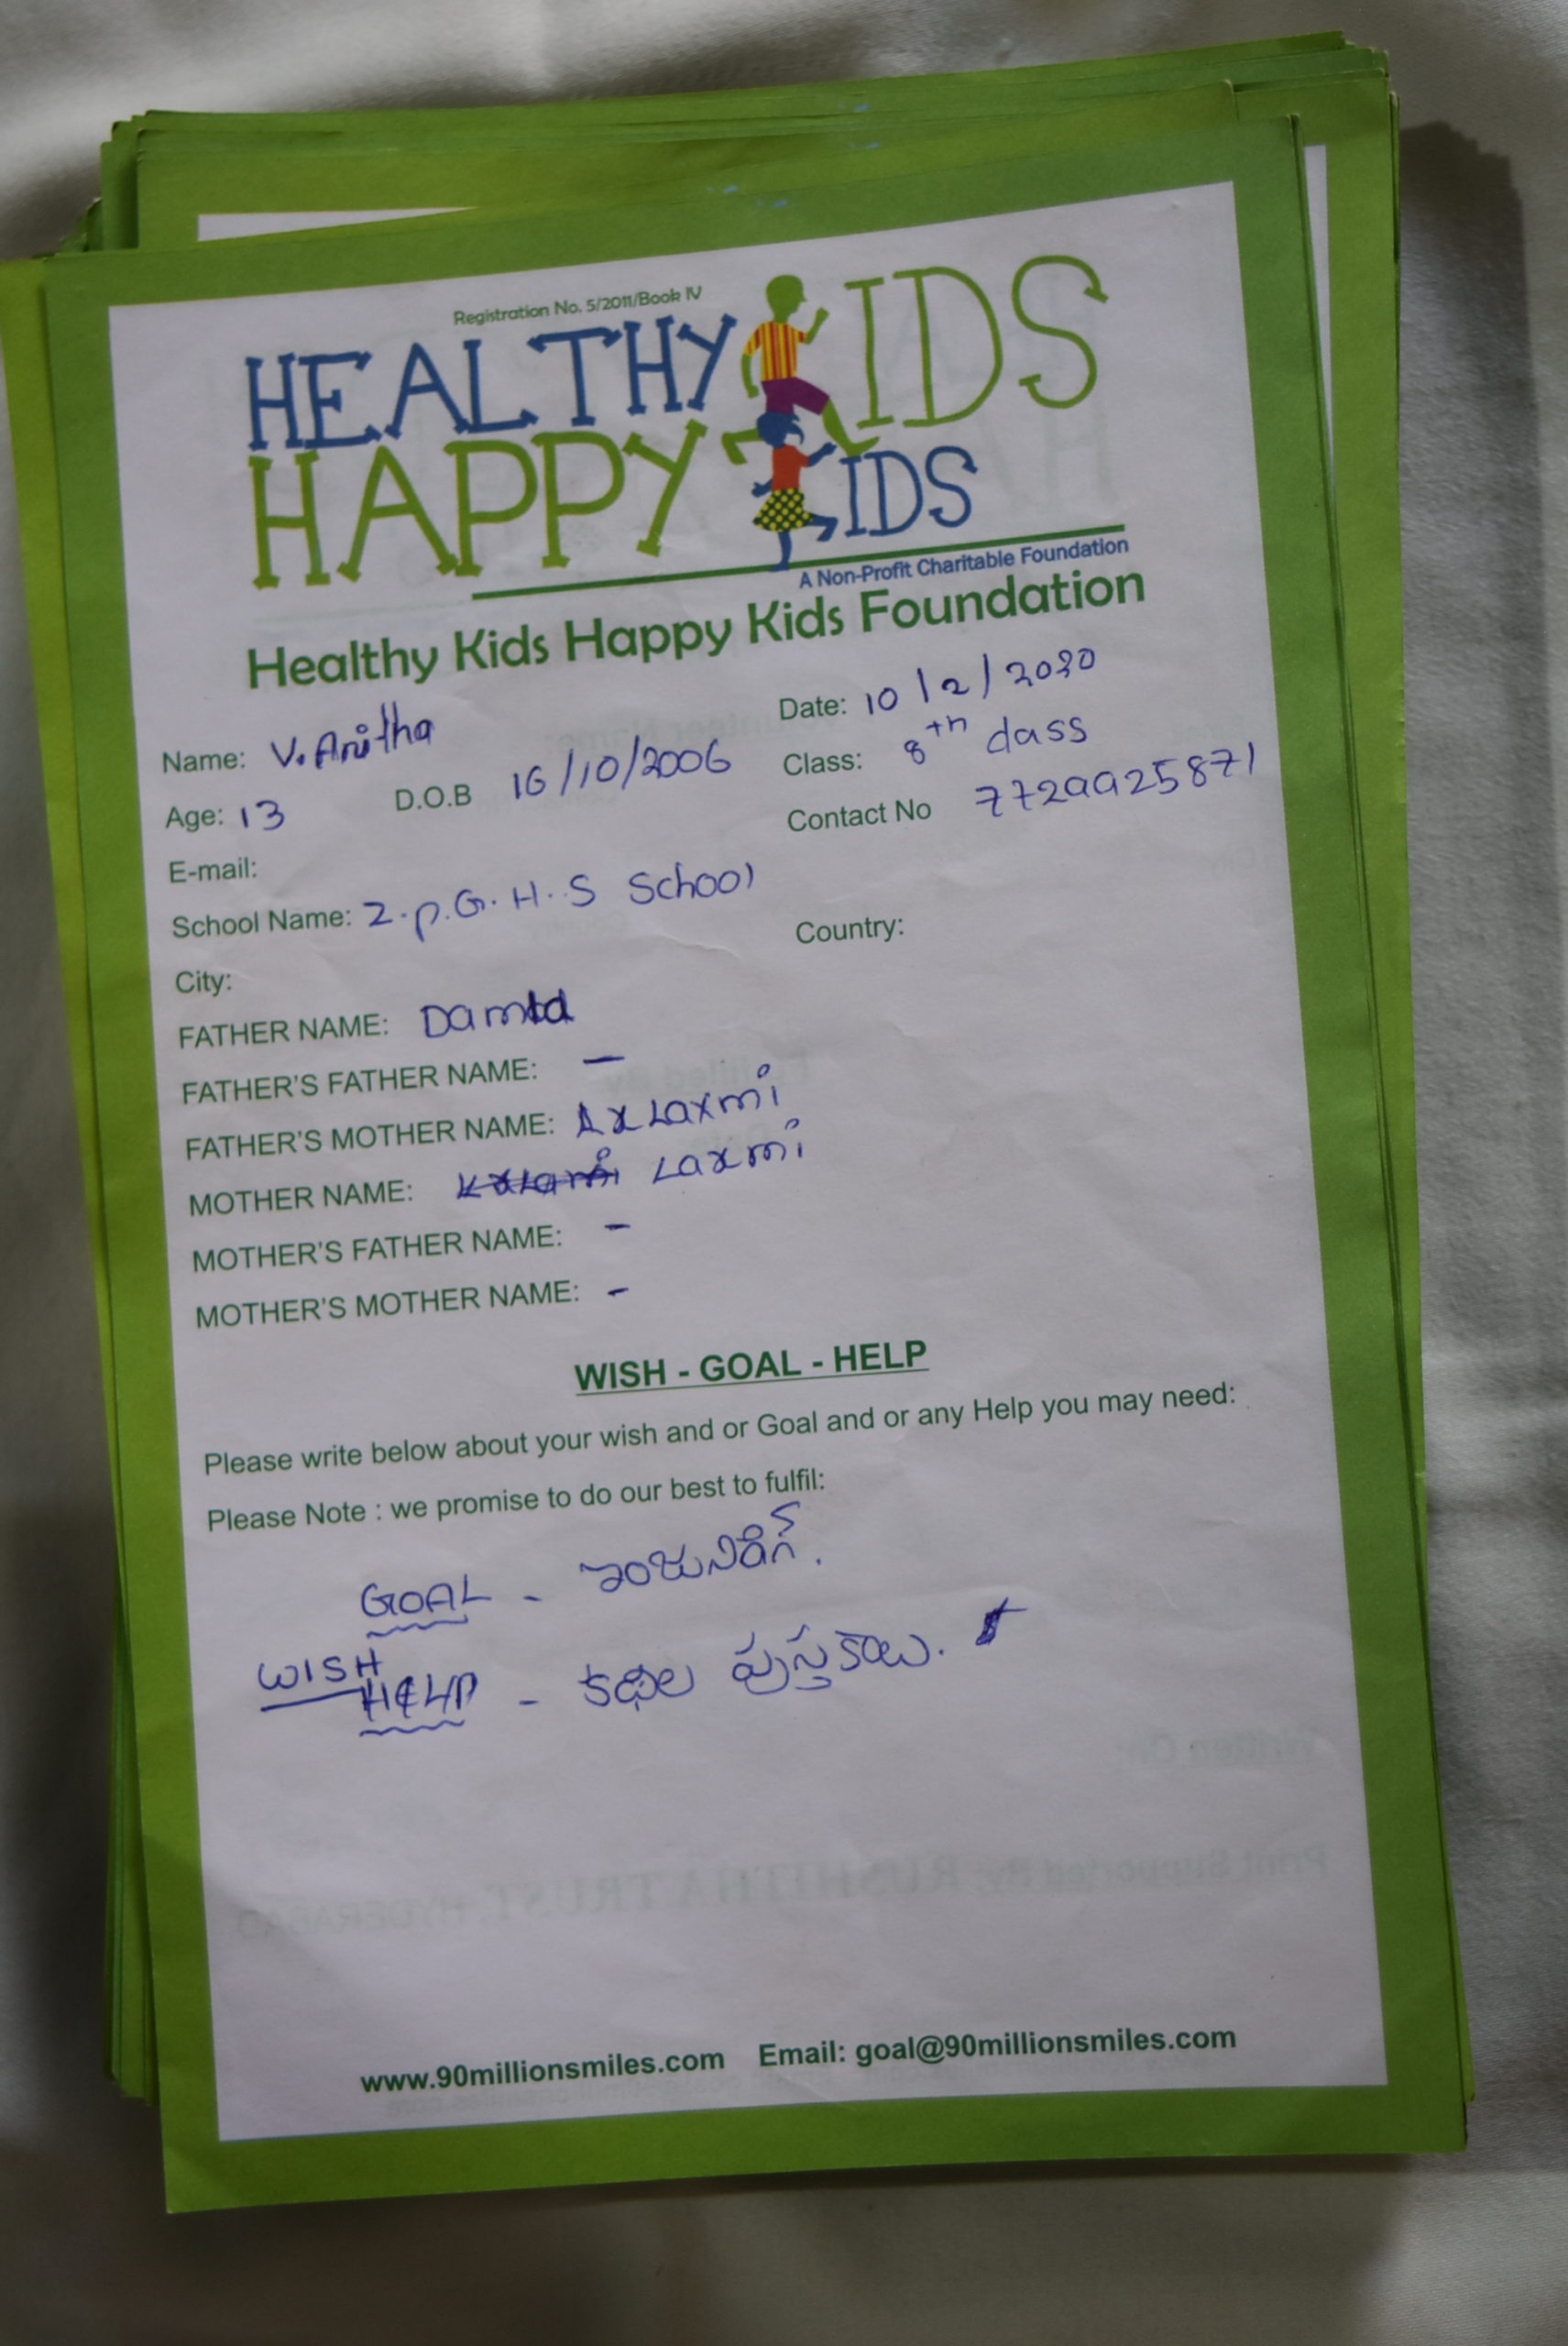 Registration No. 5/2011/Book IV
HEALTHY KIDS
HAPPY KIDS
A Non-Profit Charitable Foundation
Healthy Kids Happy Kids Foundation
Name: V. Anitha Date: 10/2/2020
Age: 13 D.O.B 16/10/2006 Class: 8th class
E-mail: Contact No 7729925871
School Name: Z.p.G.H.S School
City: Country:
FATHER NAME:
FATHER'S FATHER NAME: -
FATHER'S MOTHER NAME: Laxmi
MOTHER NAME: Laxmi
MOTHER'S FATHER NAME: -
MOTHER'S MOTHER NAME: -
WISH - GOAL - HELP
Please write below about your wish and or Goal and or any Help you may need:
Please Note : we promise to do our best to fulfil:
GOAL - ఇంజునిరింగ్.
WISH
HELP - కథల పుస్తకాలు.
www.90millionsmiles.com Email: goal@90millionsmiles.com